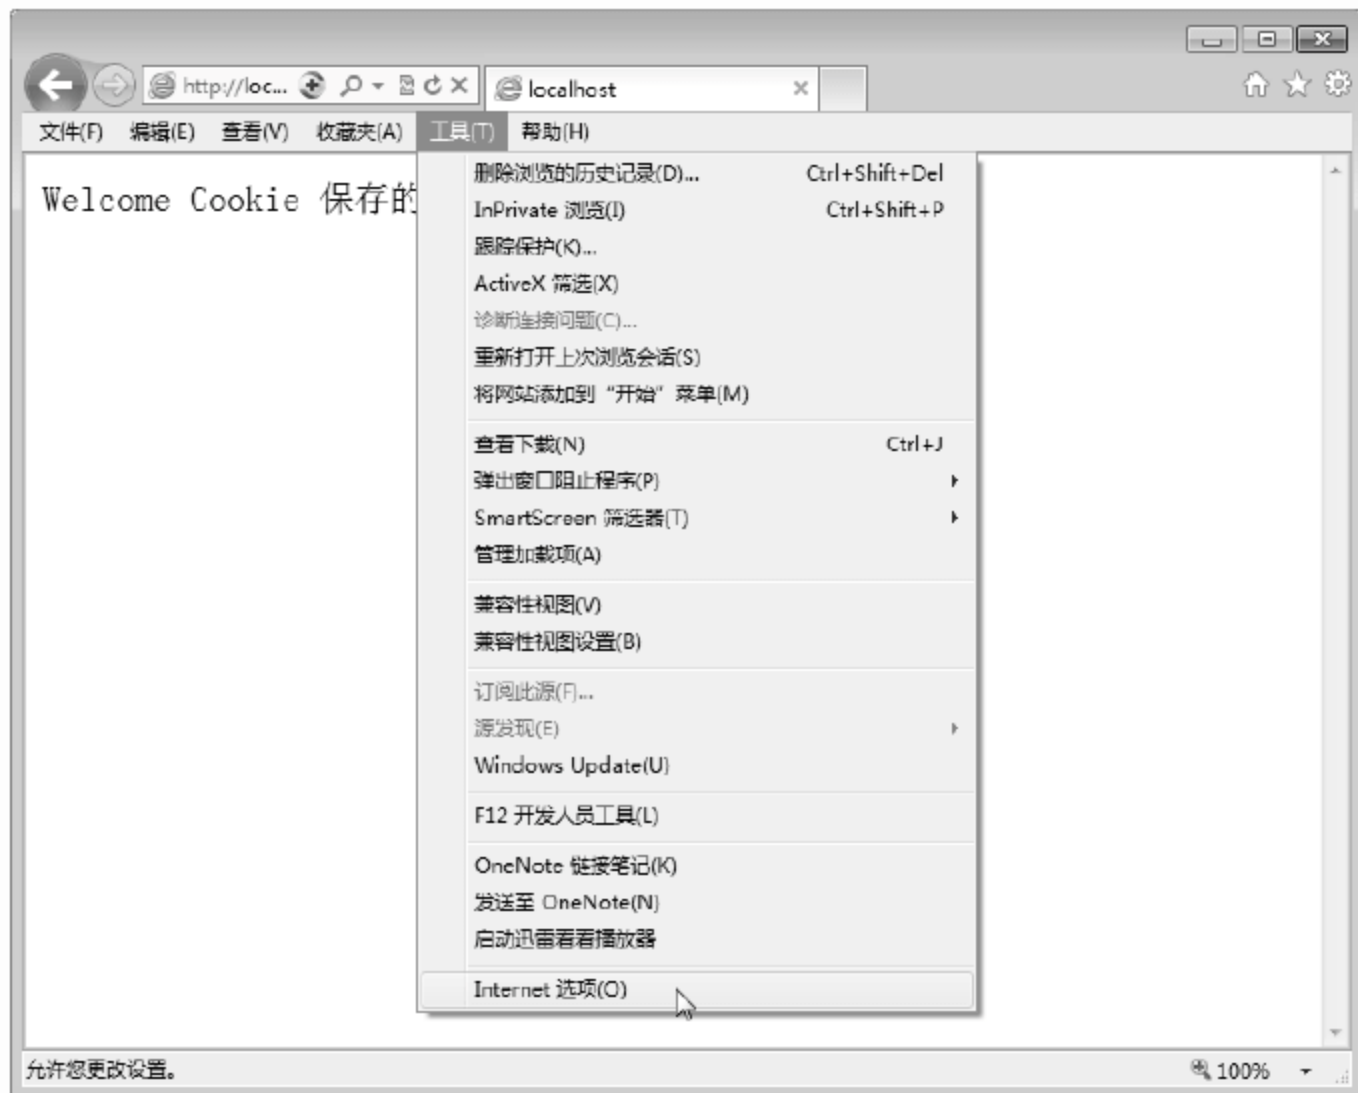 http://loc...
localhost
文件(F) 编辑(E) 查看(V) 收藏夹(A) 工具(T) 帮助(H)
Welcome Cookie 保存的
删除浏览的历史记录(D)... Ctrl+Shift+Del
InPrivate 浏览(I) Ctrl+Shift+P
跟踪保护(K)...
ActiveX 筛选(X)
诊断连接问题(C)...
重新打开上次浏览会话(S)
将网站添加到“开始”菜单(M)
查看下载(N) Ctrl+J
弹出窗口阻止程序(P)
SmartScreen 筛选器(T)
管理加载项(A)
兼容性视图(V)
兼容性视图设置(B)
订阅此源(F)...
源发现(E)
Windows Update(U)
F12 开发人员工具(L)
OneNote 链接笔记(K)
发送至 OneNote(N)
启动迅雷看看播放器
Internet 选项(O)
允许您更改设置。
100%